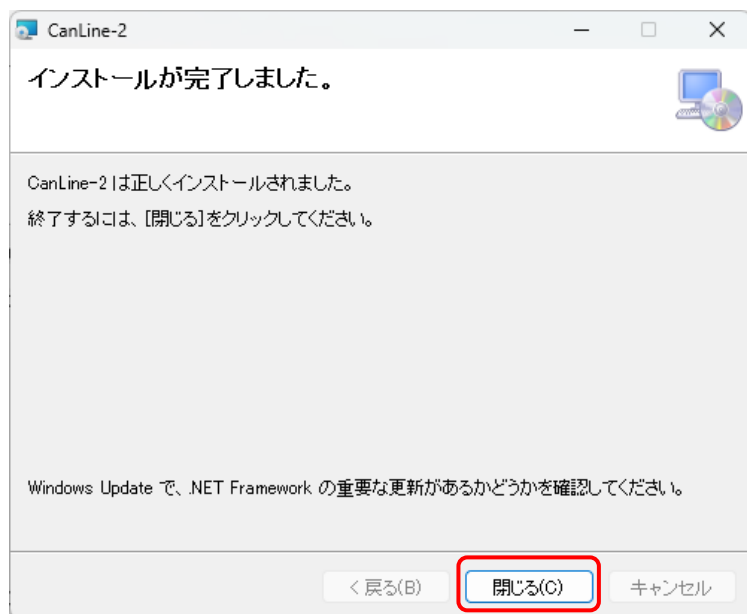 CanLine-2
インストールが完了しました。
CanLine-2 は正しくインストールされました。
終了するには、[閉じる]をクリックしてください。
Windows Update で、.NET Framework の重要な更新があるかどうかを確認してください。
< 戻る(B)
閉じる(C)
キャンセル